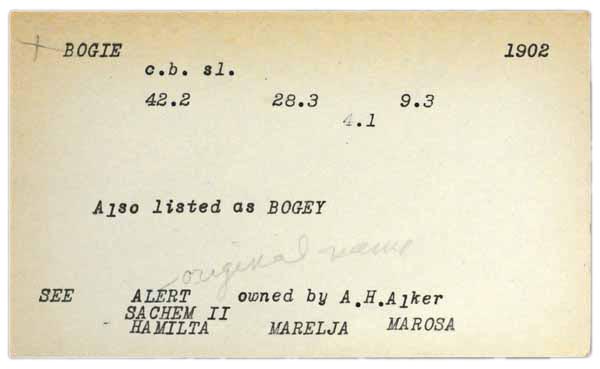 + BOGIE 1902
c.b. sl.
42.2 28.3 9.3
4.1
Also listed as BOGEY
original name
SEE ALERT owned by A.H.Alker
SACHEM II
HAMILTA MARELJA MAROSA